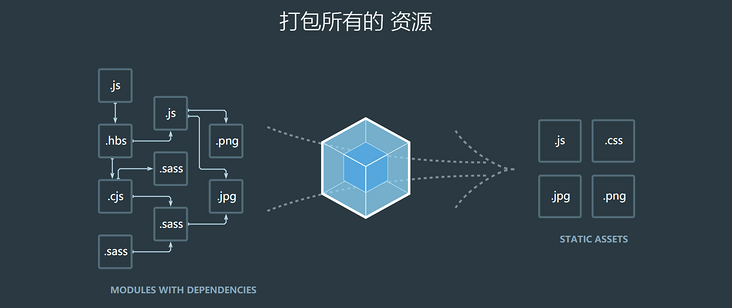 打包所有的 资源
.js
.js
.hbs
.png
.sass
.cjs
.jpg
.sass
.sass
MODULES WITH DEPENDENCIES
.js
.css
.jpg
.png
STATIC ASSETS